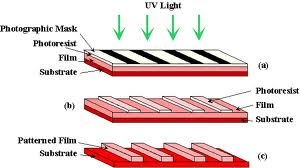 UV Light
Photographic Mask
Photoresist
Film
Substrate
(a)
Photoresist
(b)
Film
Substrate
Patterned Film
Substrate
(c)